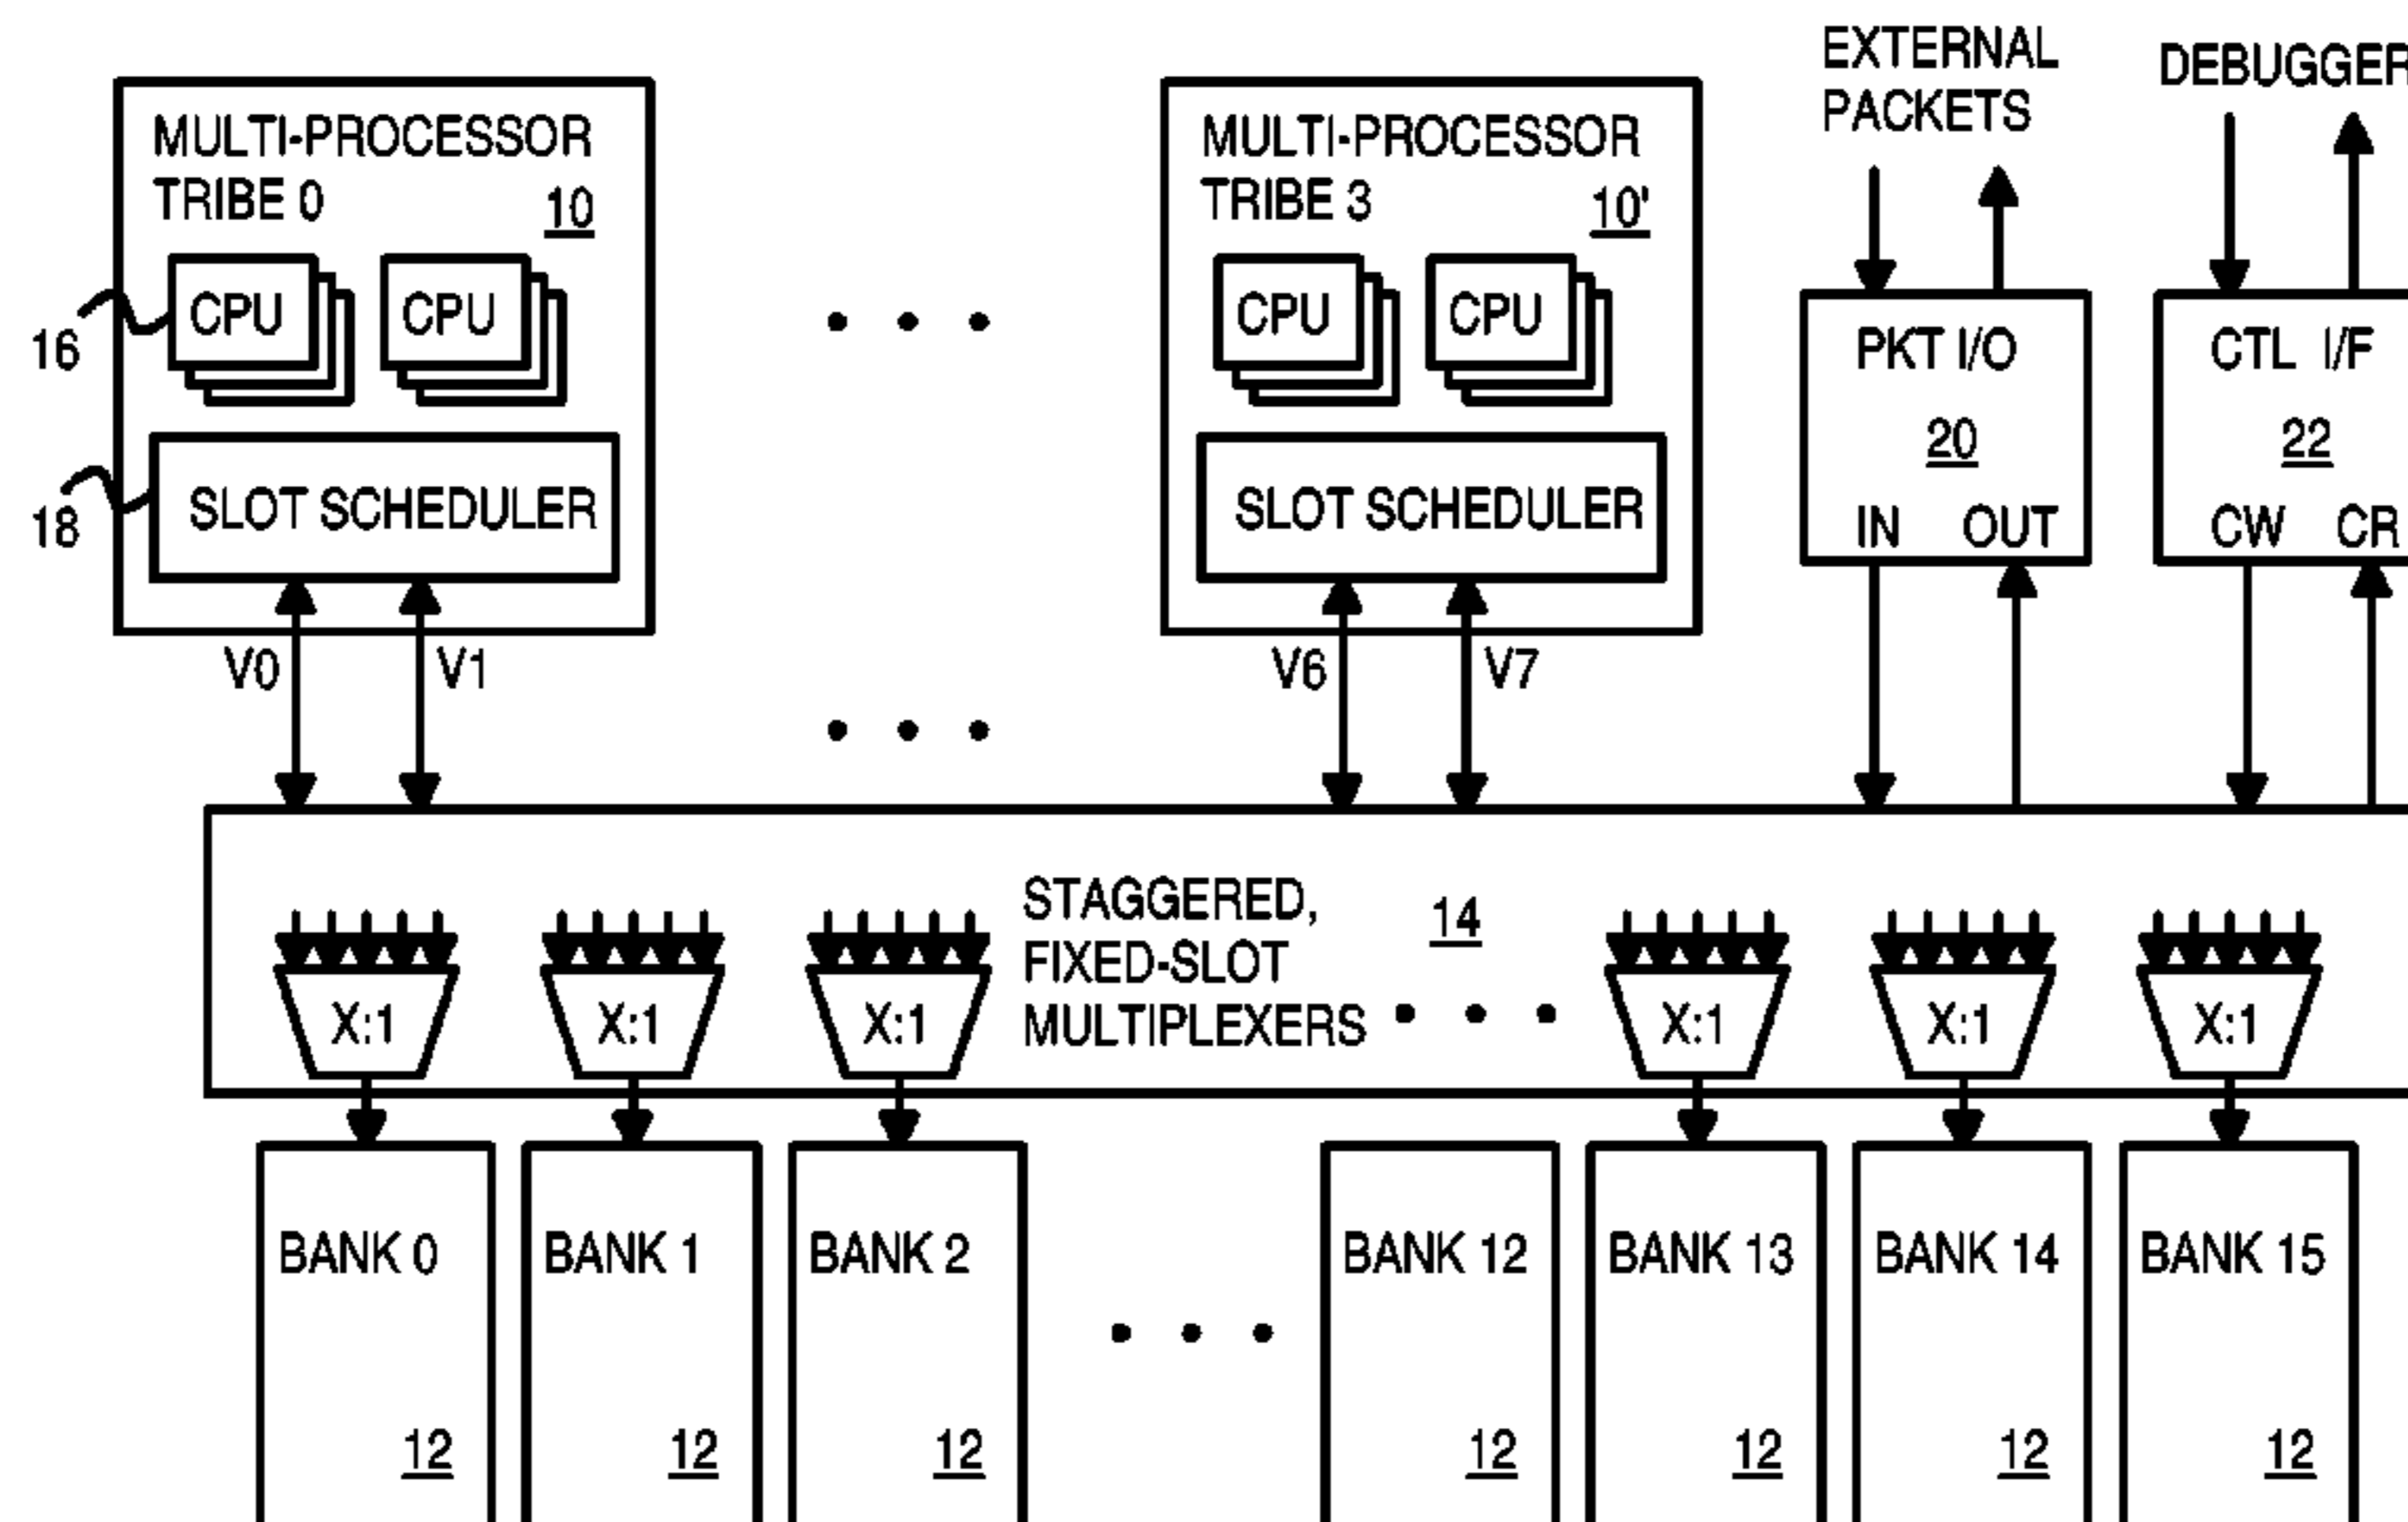 EXTERNAL
PACKETS
DEBUGGER
MULTI-PROCESSOR
TRIBE 0
10
CPU
CPU
16
SLOT SCHEDULER
18
MULTI-PROCESSOR
TRIBE 3
10'
CPU
CPU
SLOT SCHEDULER
PKT I/O
20
IN OUT
CTL I/F
22
CW CR
V0
V1
V6
V7
STAGGERED,
FIXED-SLOT
MULTIPLEXERS
14
X:1
X:1
X:1
X:1
X:1
X:1
BANK 0
BANK 1
BANK 2
BANK 12
BANK 13
BANK 14
BANK 15
12
12
12
12
12
12
12